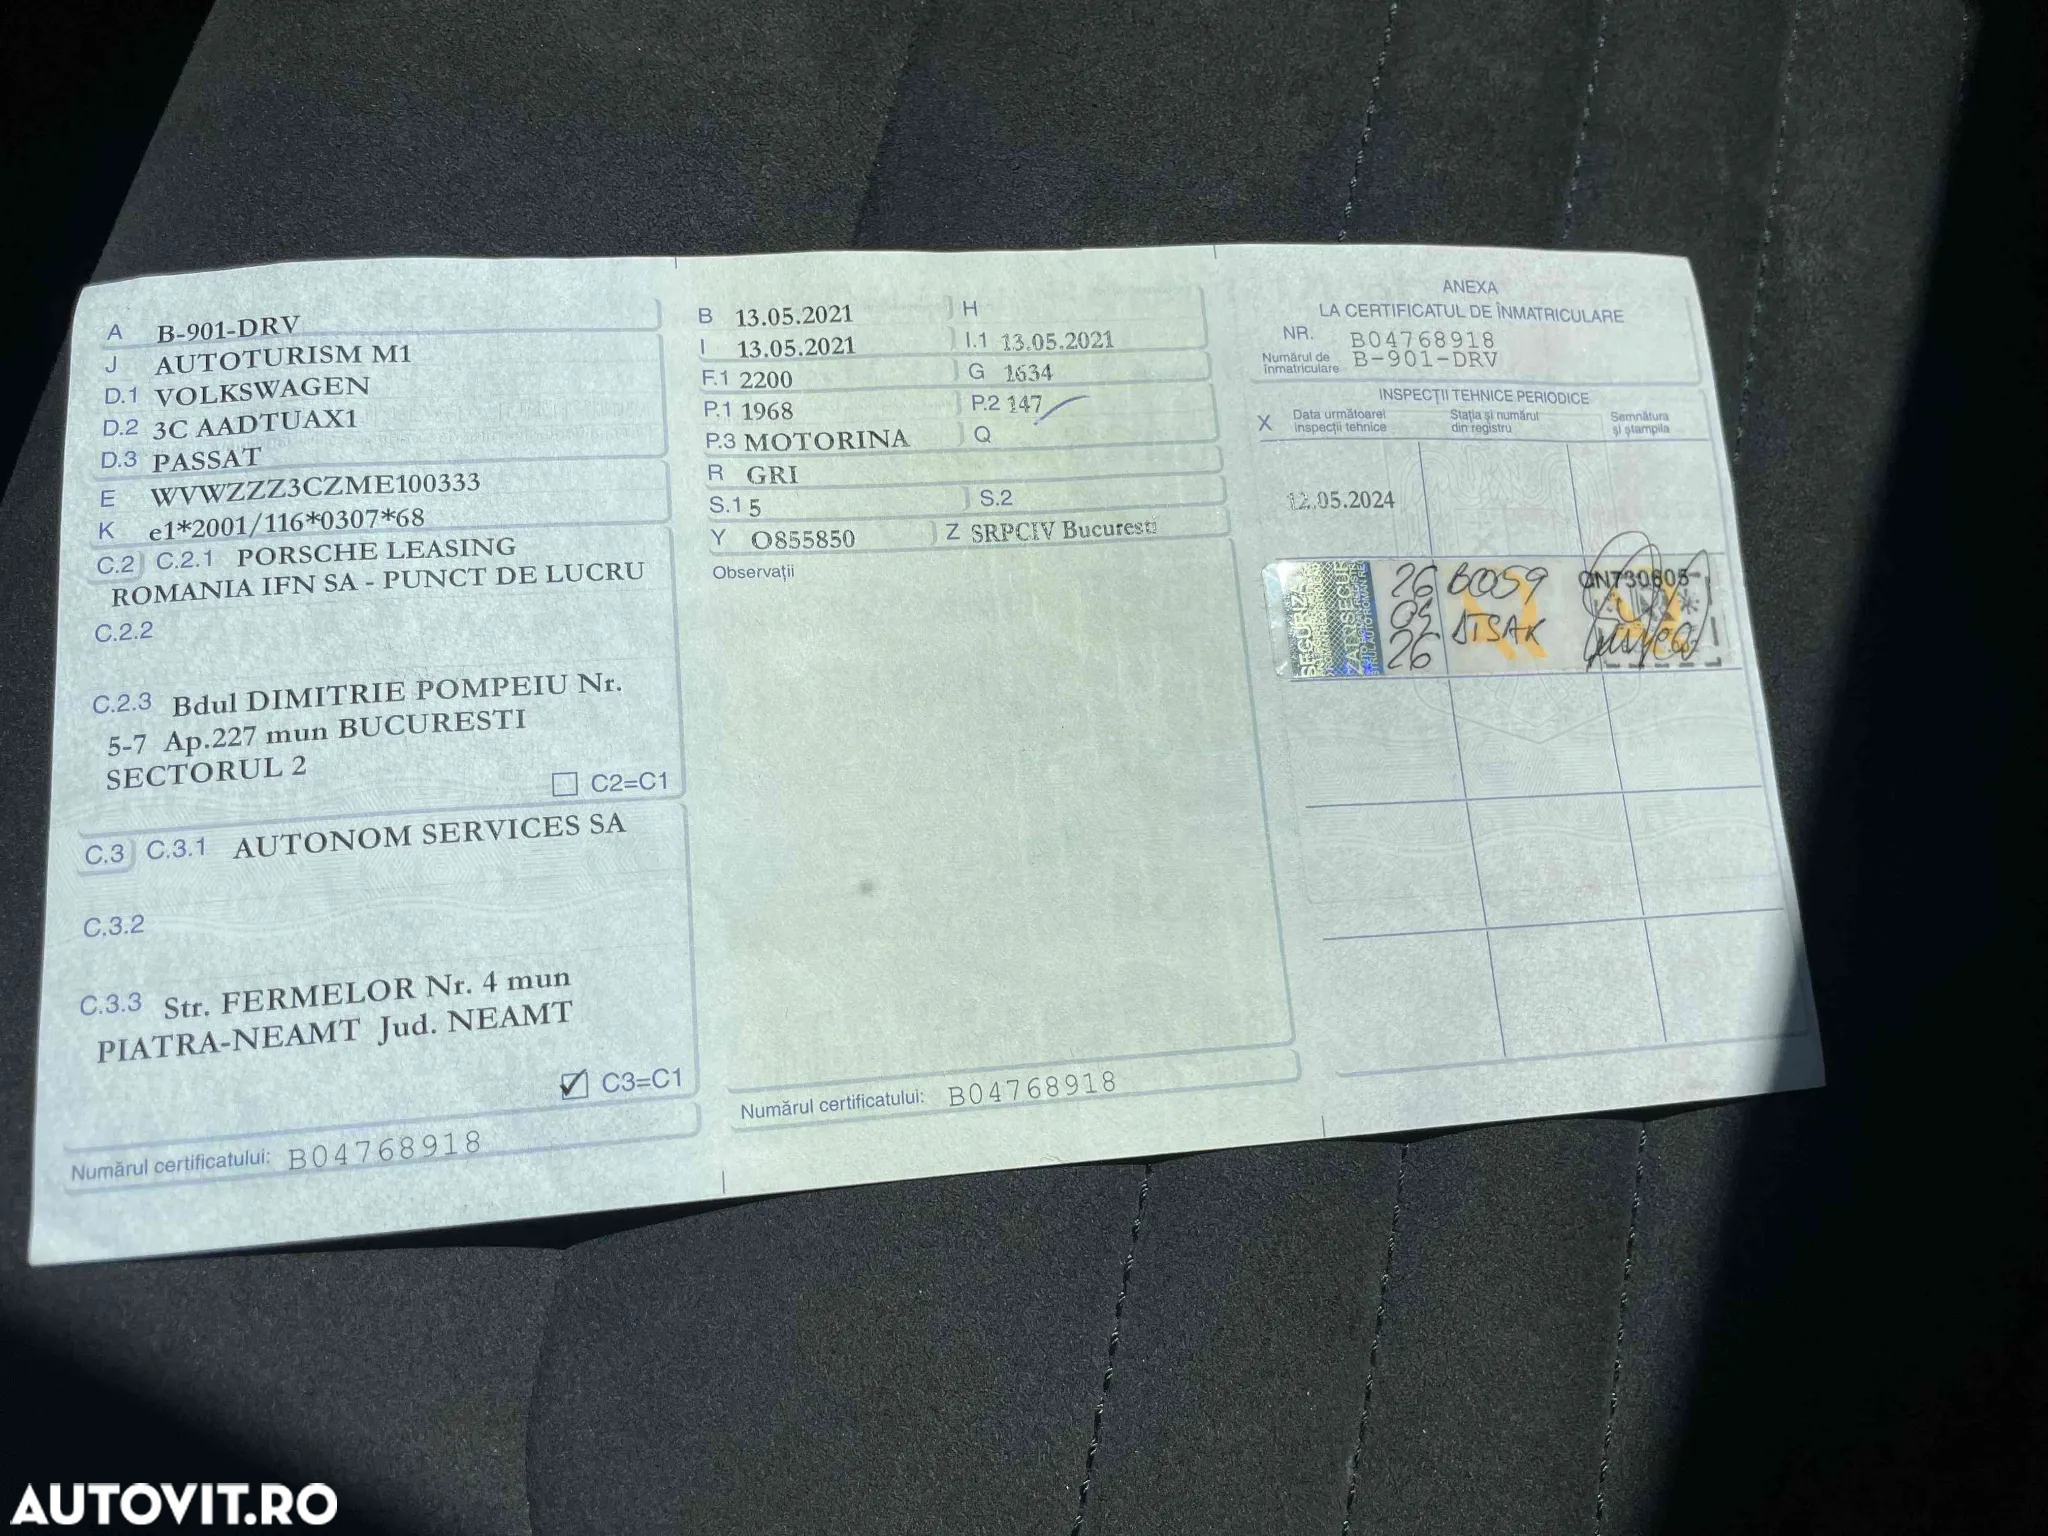 A B-901-DRV
J AUTOTURISM M1
D.1 VOLKSWAGEN
D.2 3C AADTUAX1
D.3 PASSAT
E WVWZZZ3CZME100333
K e1*2001/116*0307*68
C.2 C.2.1 PORSCHE LEASING
ROMANIA IFN SA - PUNCT DE LUCRU
C.2.2
C.2.3 Bdul DIMITRIE POMPEIU Nr.
5-7 Ap.227 mun BUCURESTI
SECTORUL 2
C2=C1
C.3 C.3.1 AUTONOM SERVICES SA
C.3.2
C.3.3 Str. FERMELOR Nr. 4 mun
PIATRA-NEAMT Jud. NEAMT
C3=C1
Numărul certificatului: B04768918
B 13.05.2021 H
I 13.05.2021 I.1 13.05.2021
F.1 2200 G 1634
P.1 1968 P.2 147
P.3 MOTORINA Q
R GRI
S.1 5 S.2
Y O855850 Z SRPCIV Bucuresti
Observații
Numărul certificatului: B04768918
ANEXA
LA CERTIFICATUL DE ÎNMATRICULARE
NR. B04768918
Numărul de
înmatriculare B-901-DRV
INSPECȚII TEHNICE PERIODICE
X Data următoarei
inspecții tehnice
Stația și numărul
din registru
Semnătura
și ștampila
12.05.2024
26 B059
26
QN730605
AUTOVIT.RO